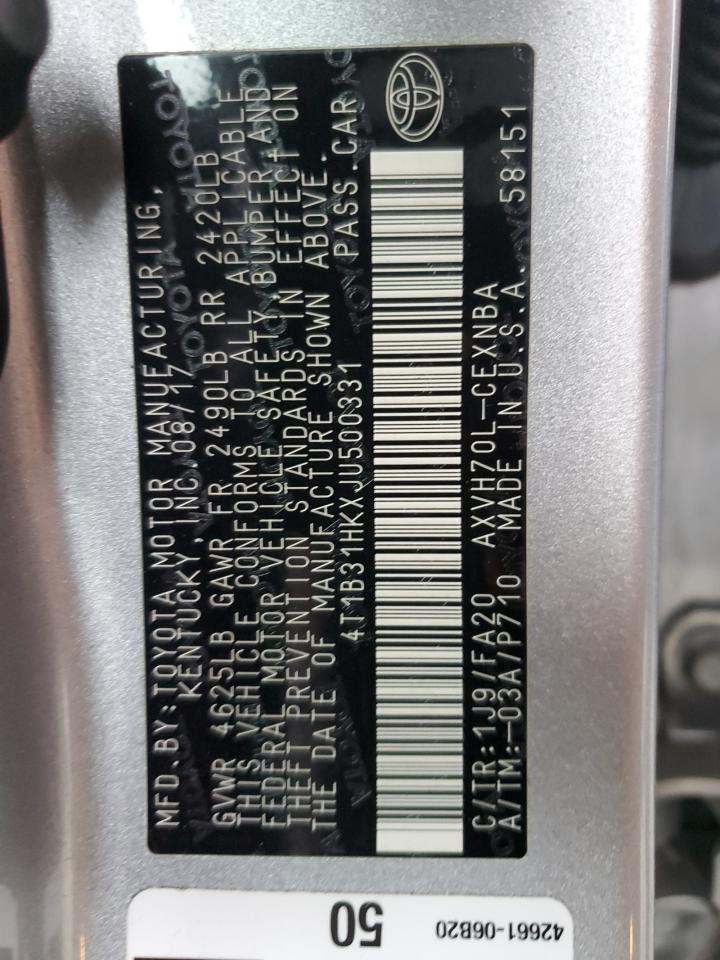 MFD.BY:TOYOTA MOTOR MANUFACTURING,
KENTUCKY, INC.08/17
GVWR 4625LB GAWR FR 2490LB RR 2420LB
THIS VEHICLE CONFORMS TO ALL APPLICABLE
FEDERAL MOTOR VEHICLE SAFETY, BUMPER, AND
THEFT PREVENTION STANDARDS IN EFFECT ON
THE DATE OF MANUFACTURE SHOWN ABOVE.
4T1B31HKXJU500331 PASS.CAR
C/TR:1J9/FA20 AXVH70L-CEXNBA
A/TM:-03A/P710 MADE IN U.S.A. 58151
50
42661-06B20